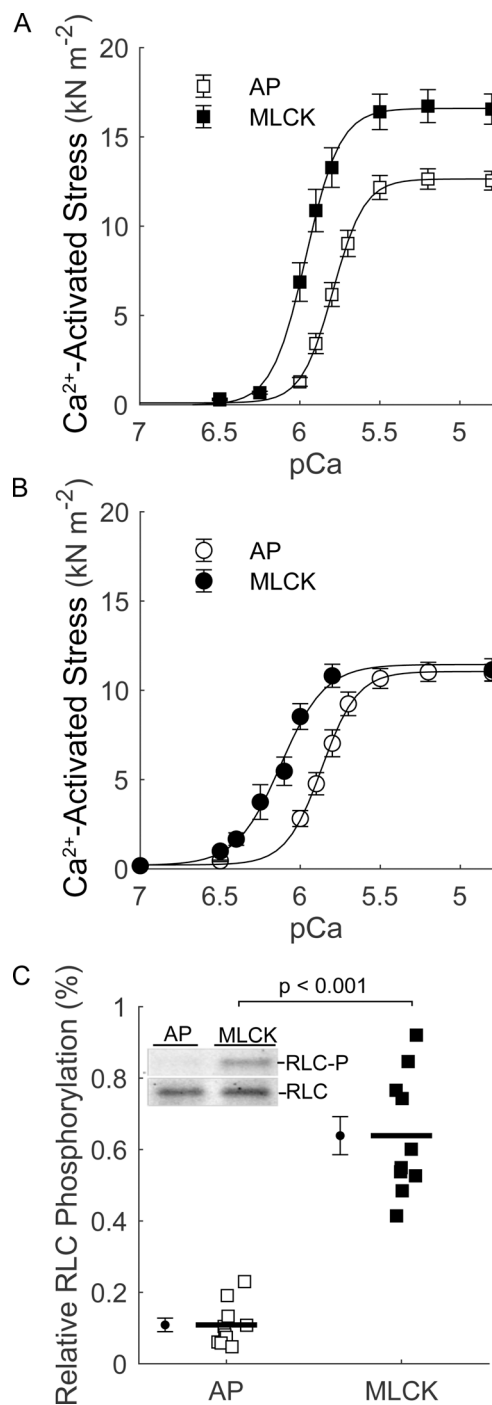 A
Ca²⁺-Activated Stress (kN m⁻²)
20
15
10
5
0
AP
MLCK
7
6.5
6
5.5
5
pCa
B
Ca²⁺-Activated Stress (kN m⁻²)
20
15
10
5
0
AP
MLCK
7
6.5
6
5.5
5
pCa
C
Relative RLC Phosphorylation (%)
1
0.8
0.6
0.4
0.2
0
p < 0.001
AP MLCK
-RLC-P
-RLC
AP
MLCK